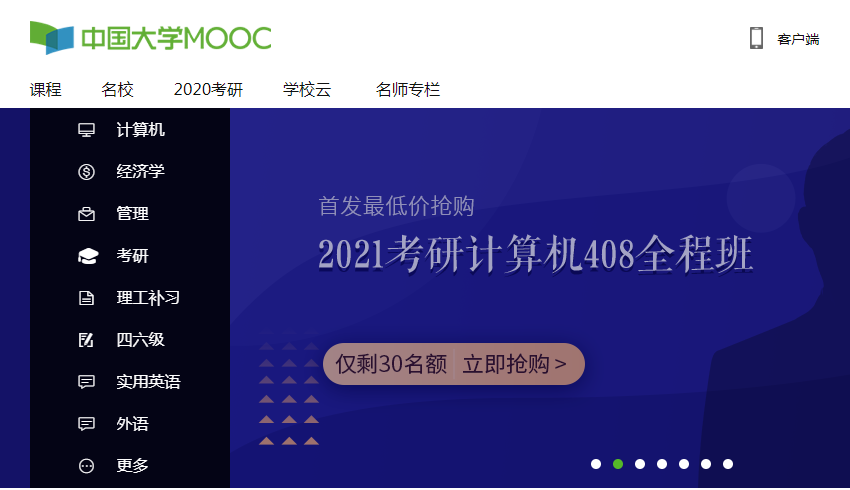 中国大学MOOC
客户端
课程 名校 2020考研 学校云 名师专栏
计算机
经济学
管理
考研
理工补习
四六级
实用英语
外语
更多
首发最低价抢购
2021考研计算机408全程班
仅剩30名额 立即抢购 >